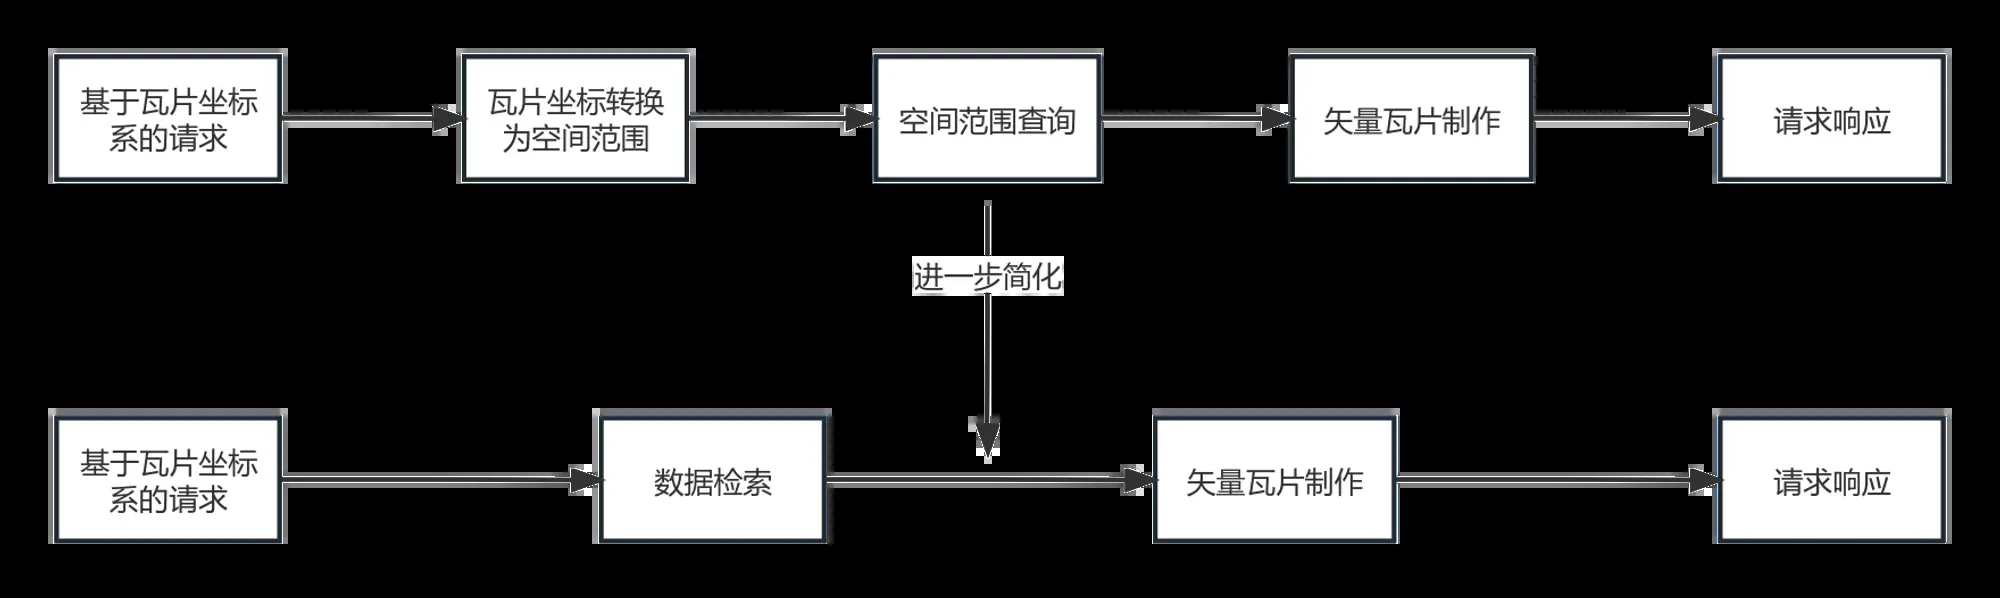 基于瓦片坐标
系的请求
瓦片坐标转换
为空间范围
空间范围查询
矢量瓦片制作
请求响应
进一步简化
基于瓦片坐标
系的请求
数据检索
矢量瓦片制作
请求响应